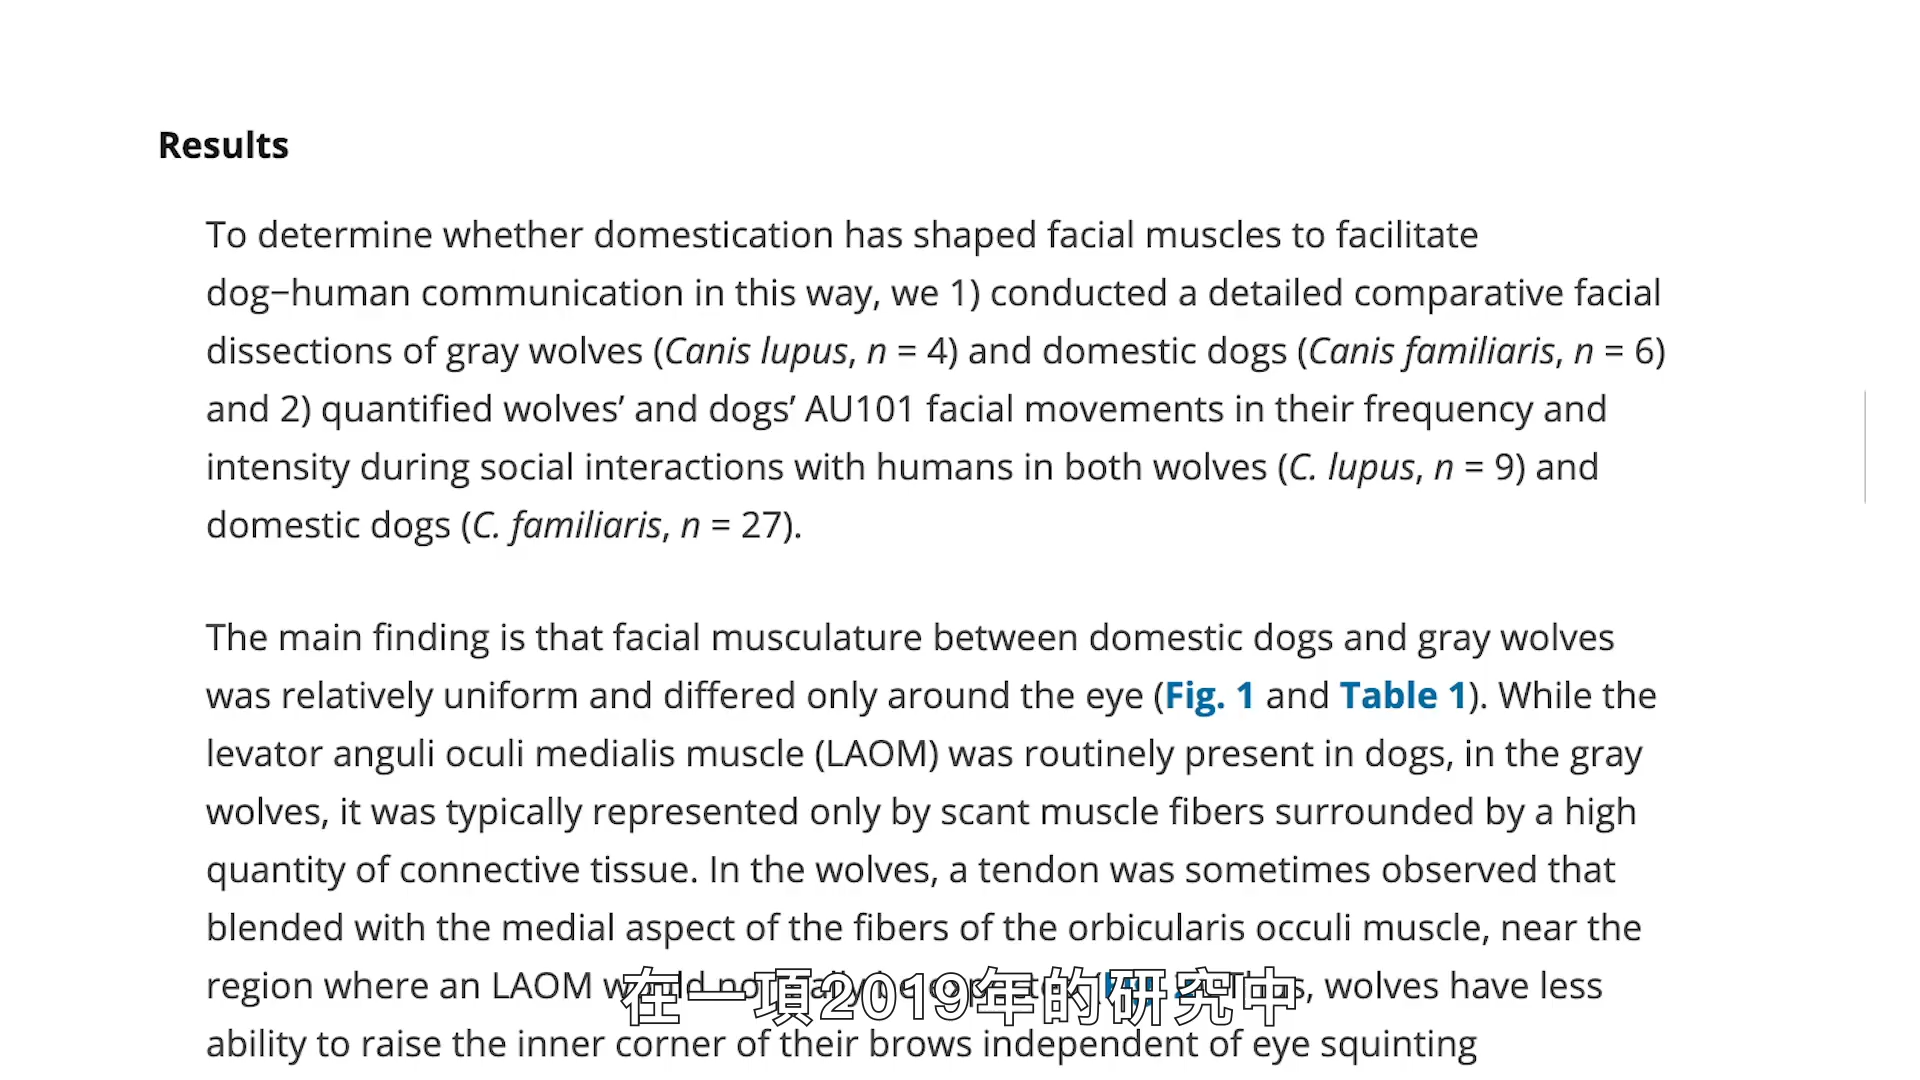 Results
To determine whether domestication has shaped facial muscles to facilitate
dog–human communication in this way, we 1) conducted a detailed comparative facial
dissections of gray wolves (Canis lupus, n = 4) and domestic dogs (Canis familiaris, n = 6)
and 2) quantified wolves’ and dogs’ AU101 facial movements in their frequency and
intensity during social interactions with humans in both wolves (C. lupus, n = 9) and
domestic dogs (C. familiaris, n = 27).
The main finding is that facial musculature between domestic dogs and gray wolves
was relatively uniform and differed only around the eye (Fig. 1 and Table 1). While the
levator anguli oculi medialis muscle (LAOM) was routinely present in dogs, in the gray
wolves, it was typically represented only by scant muscle fibers surrounded by a high
quantity of connective tissue. In the wolves, a tendon was sometimes observed that
blended with the medial aspect of the fibers of the orbicularis occuli muscle, near the
region where an LAOM wolves have less
在一項2019年的研究中
ability to raise the inner corner of their brows independent of eye squinting